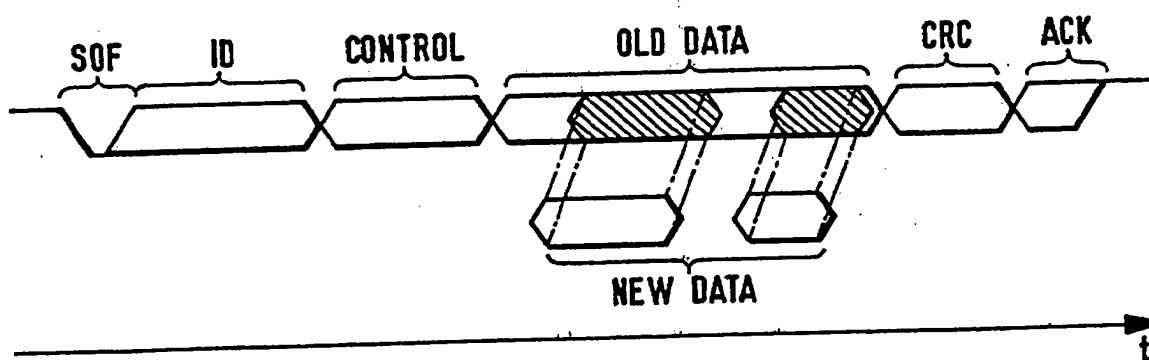 SOF ID CONTROL OLD DATA CRC ACK
NEW DATA
t